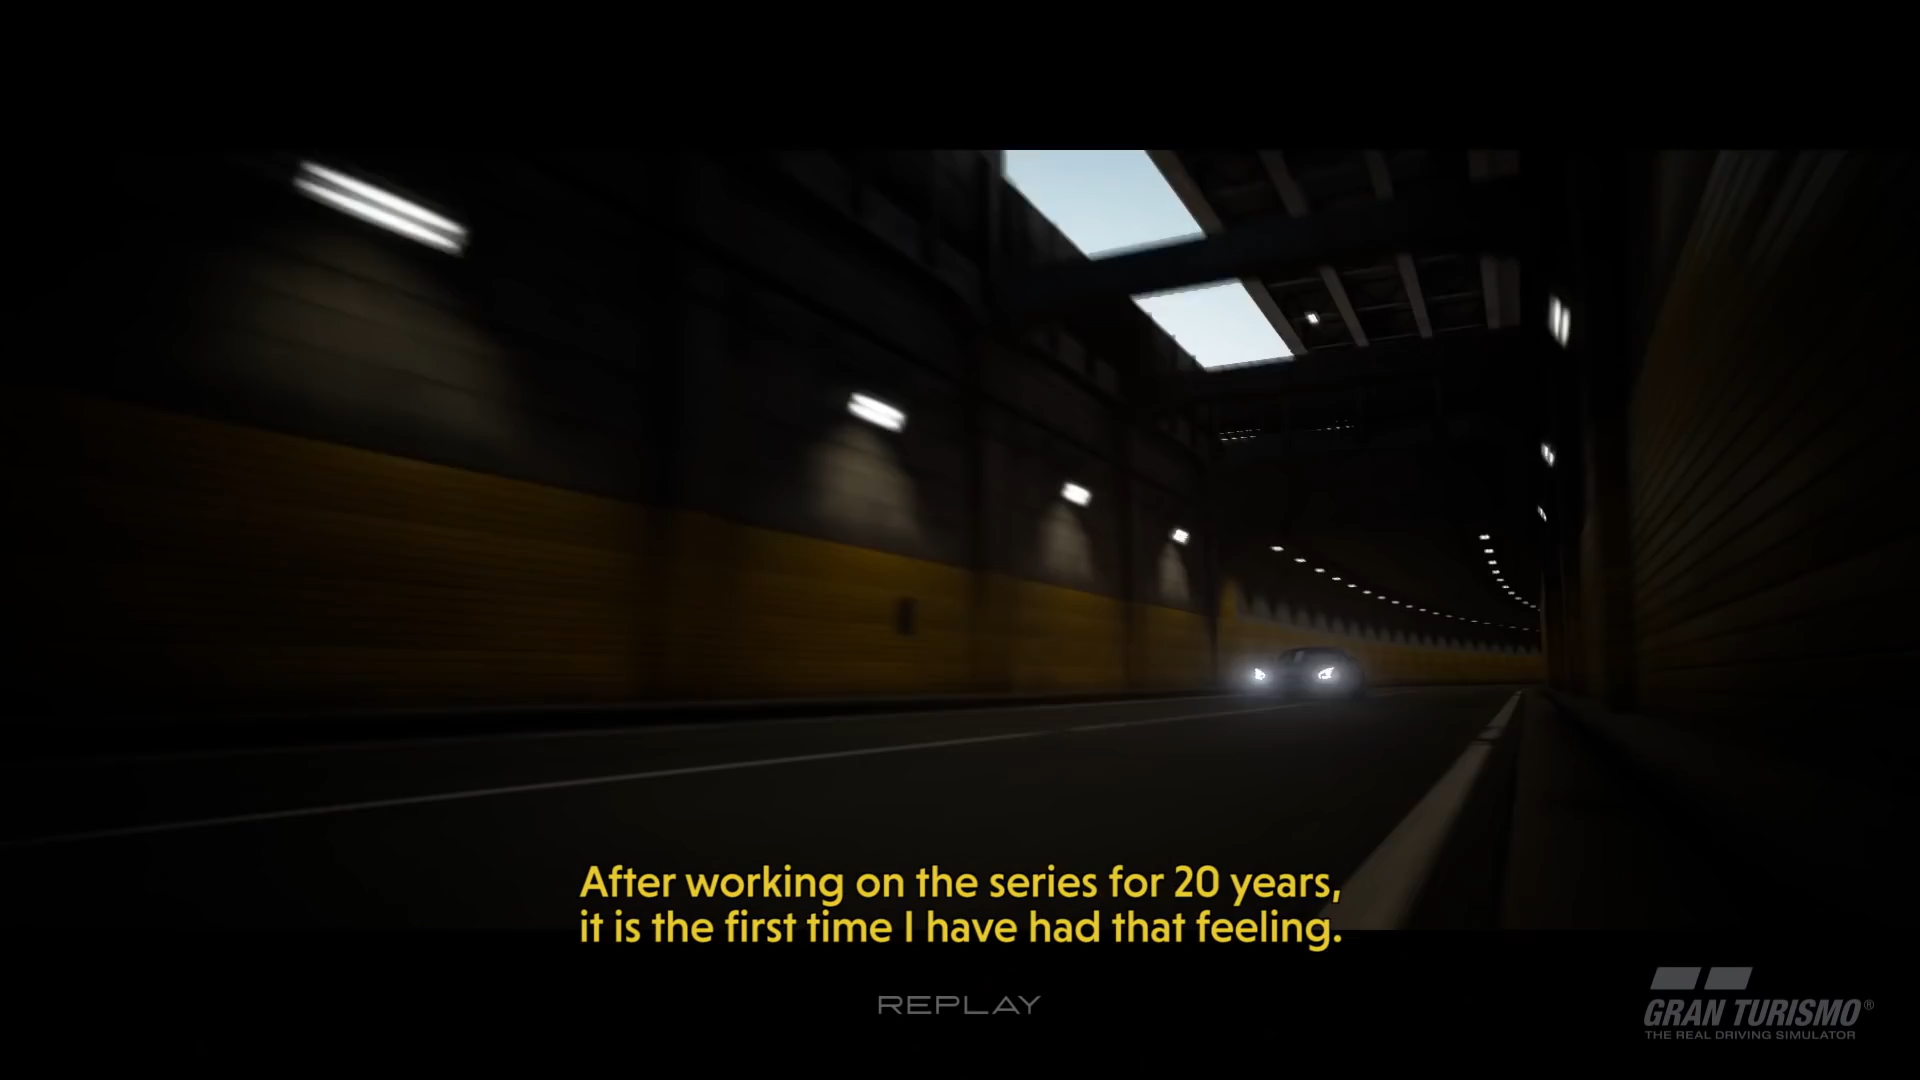 After working on the series for 20 years,
it is the first time I have had that feeling.
REPLAY
GRAN TURISMO®
THE REAL DRIVING SIMULATOR